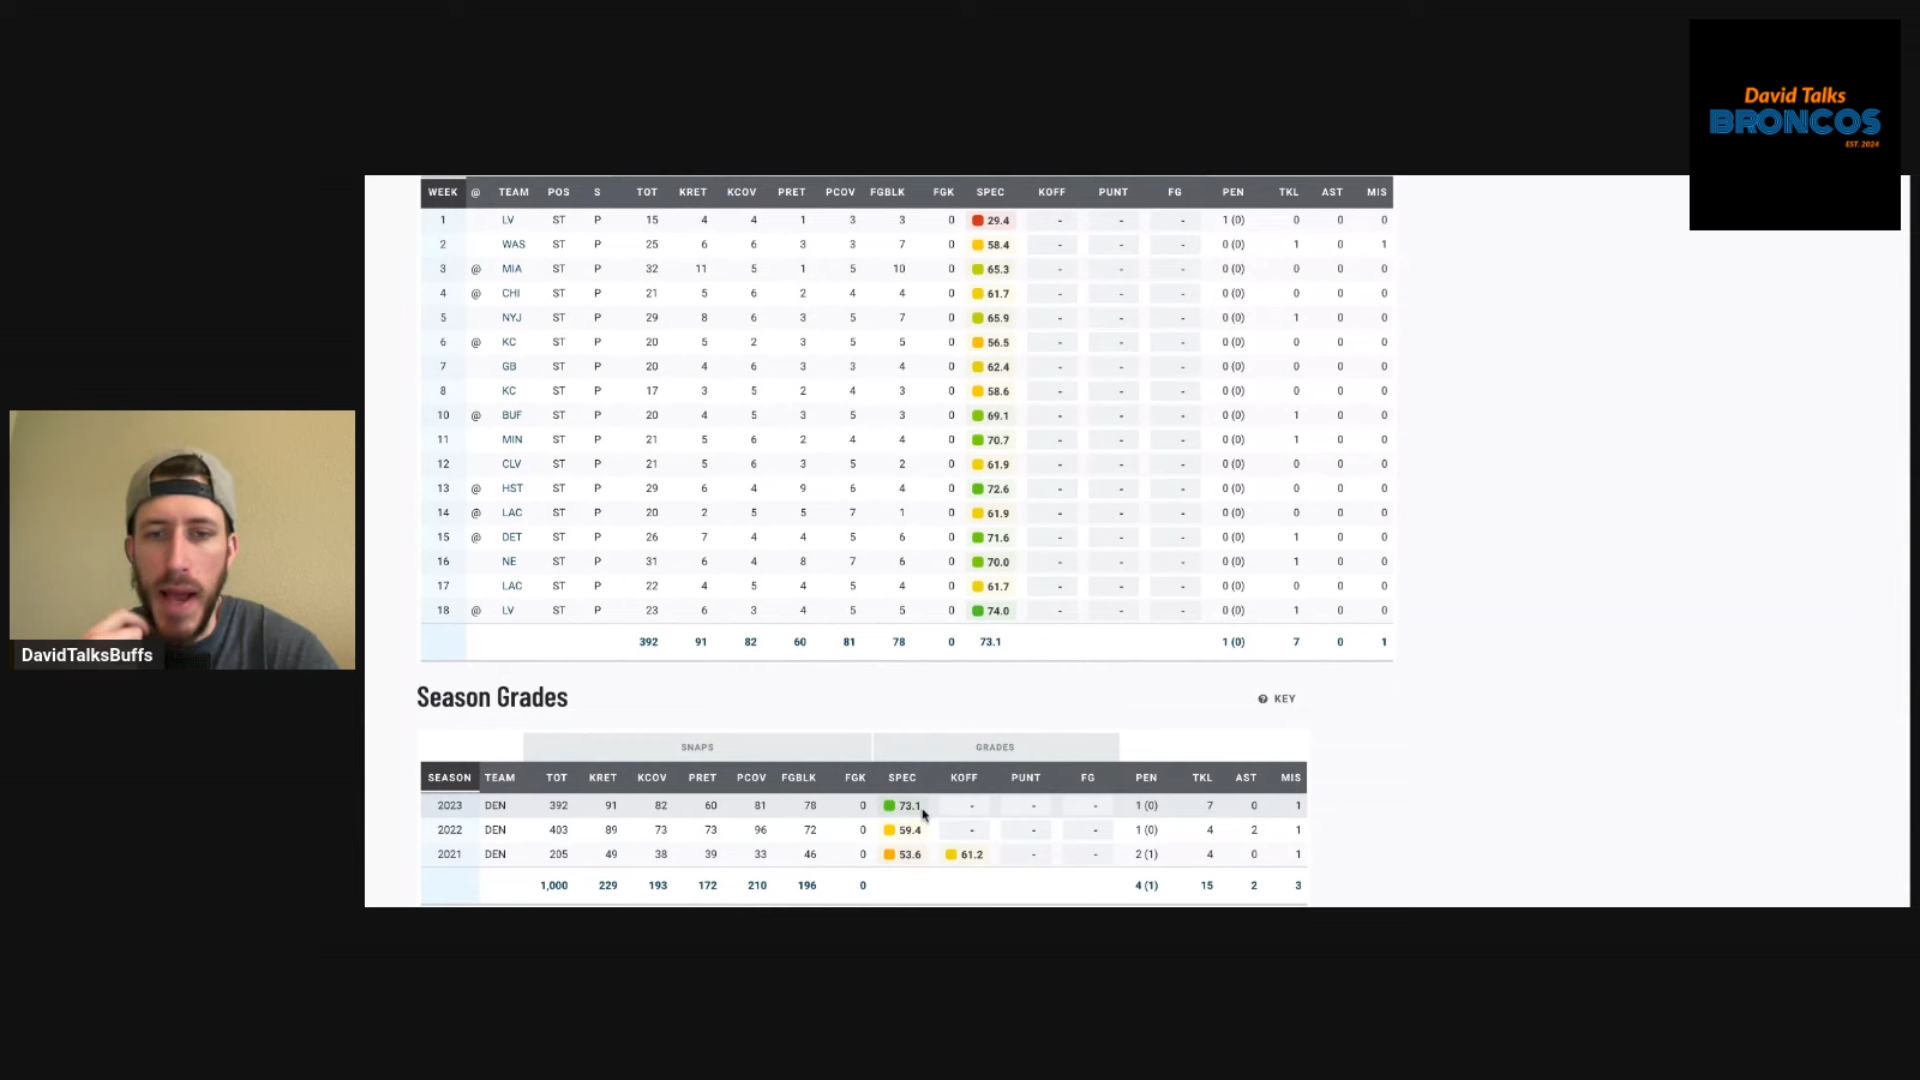 David Talks
BRONCOS
EST. 2024
WEEK @ TEAM POS S TOT KRET KCOV PRET PCOV FGBLK FGK SPEC KOFF PUNT FG PEN TKL AST MIS
1 LV ST P 15 4 4 1 3 3 0 29.4 - - - 1 (0) 0 0 0
2 WAS ST P 25 6 6 3 3 7 0 58.4 - - - 0 (0) 1 0 1
3 @ MIA ST P 32 11 5 1 5 10 0 65.3 - - - 0 (0) 0 0 0
4 @ CHI ST P 21 5 6 2 4 4 0 61.7 - - - 0 (0) 0 0 0
5 NYJ ST P 29 8 6 3 5 7 0 65.9 - - - 0 (0) 1 0 0
6 @ KC ST P 20 5 2 3 5 5 0 56.5 - - - 0 (0) 0 0 0
7 GB ST P 20 4 6 3 3 4 0 62.4 - - - 0 (0) 0 0 0
8 KC ST P 17 3 5 2 4 3 0 58.6 - - - 0 (0) 0 0 0
10 @ BUF ST P 20 4 5 3 5 3 0 69.1 - - - 0 (0) 1 0 0
11 MIN ST P 21 5 6 2 4 4 0 70.7 - - - 0 (0) 1 0 0
12 CLV ST P 21 5 6 3 5 2 0 61.9 - - - 0 (0) 0 0 0
13 @ HST ST P 29 6 4 9 6 4 0 72.6 - - - 0 (0) 0 0 0
14 @ LAC ST P 20 2 5 5 7 1 0 61.9 - - - 0 (0) 0 0 0
15 @ DET ST P 26 7 4 4 5 6 0 71.6 - - - 0 (0) 1 0 0
16 NE ST P 31 6 4 8 7 6 0 70.0 - - - 0 (0) 1 0 0
17 LAC ST P 22 4 5 4 5 4 0 61.7 - - - 0 (0) 0 0 0
18 @ LV ST P 23 6 3 4 5 5 0 74.0 - - - 0 (0) 1 0 0
392 91 82 60 81 78 0 73.1 1 (0) 7 0 1
DavidTalksBuffs
Season Grades
KEY
SNAPS GRADES
SEASON TEAM TOT KRET KCOV PRET PCOV FGBLK FGK SPEC KOFF PUNT FG PEN TKL AST MIS
2023 DEN 392 91 82 60 81 78 0 73.1 - - - 1 (0) 7 0 1
2022 DEN 403 89 73 73 96 72 0 59.4 - - - 1 (0) 4 2 1
2021 DEN 205 49 38 39 33 46 0 53.6 61.2 - - 2 (1) 4 0 1
1,000 229 193 172 210 196 0 4 (1) 15 2 3